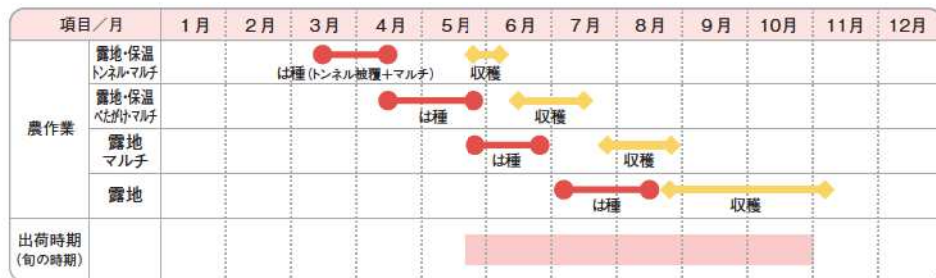 項目／月 1月 2月 3月 4月 5月 6月 7月 8月 9月 10月 11月 12月
農作業
露地・保温
トンネル・マルチ
は種(トンネル被覆+マルチ) 収穫
露地・保温
べたがけ・マルチ
は種 収穫
露地
マルチ
は種 収穫
露地
は種 収穫
出荷時期
(旬の時期)